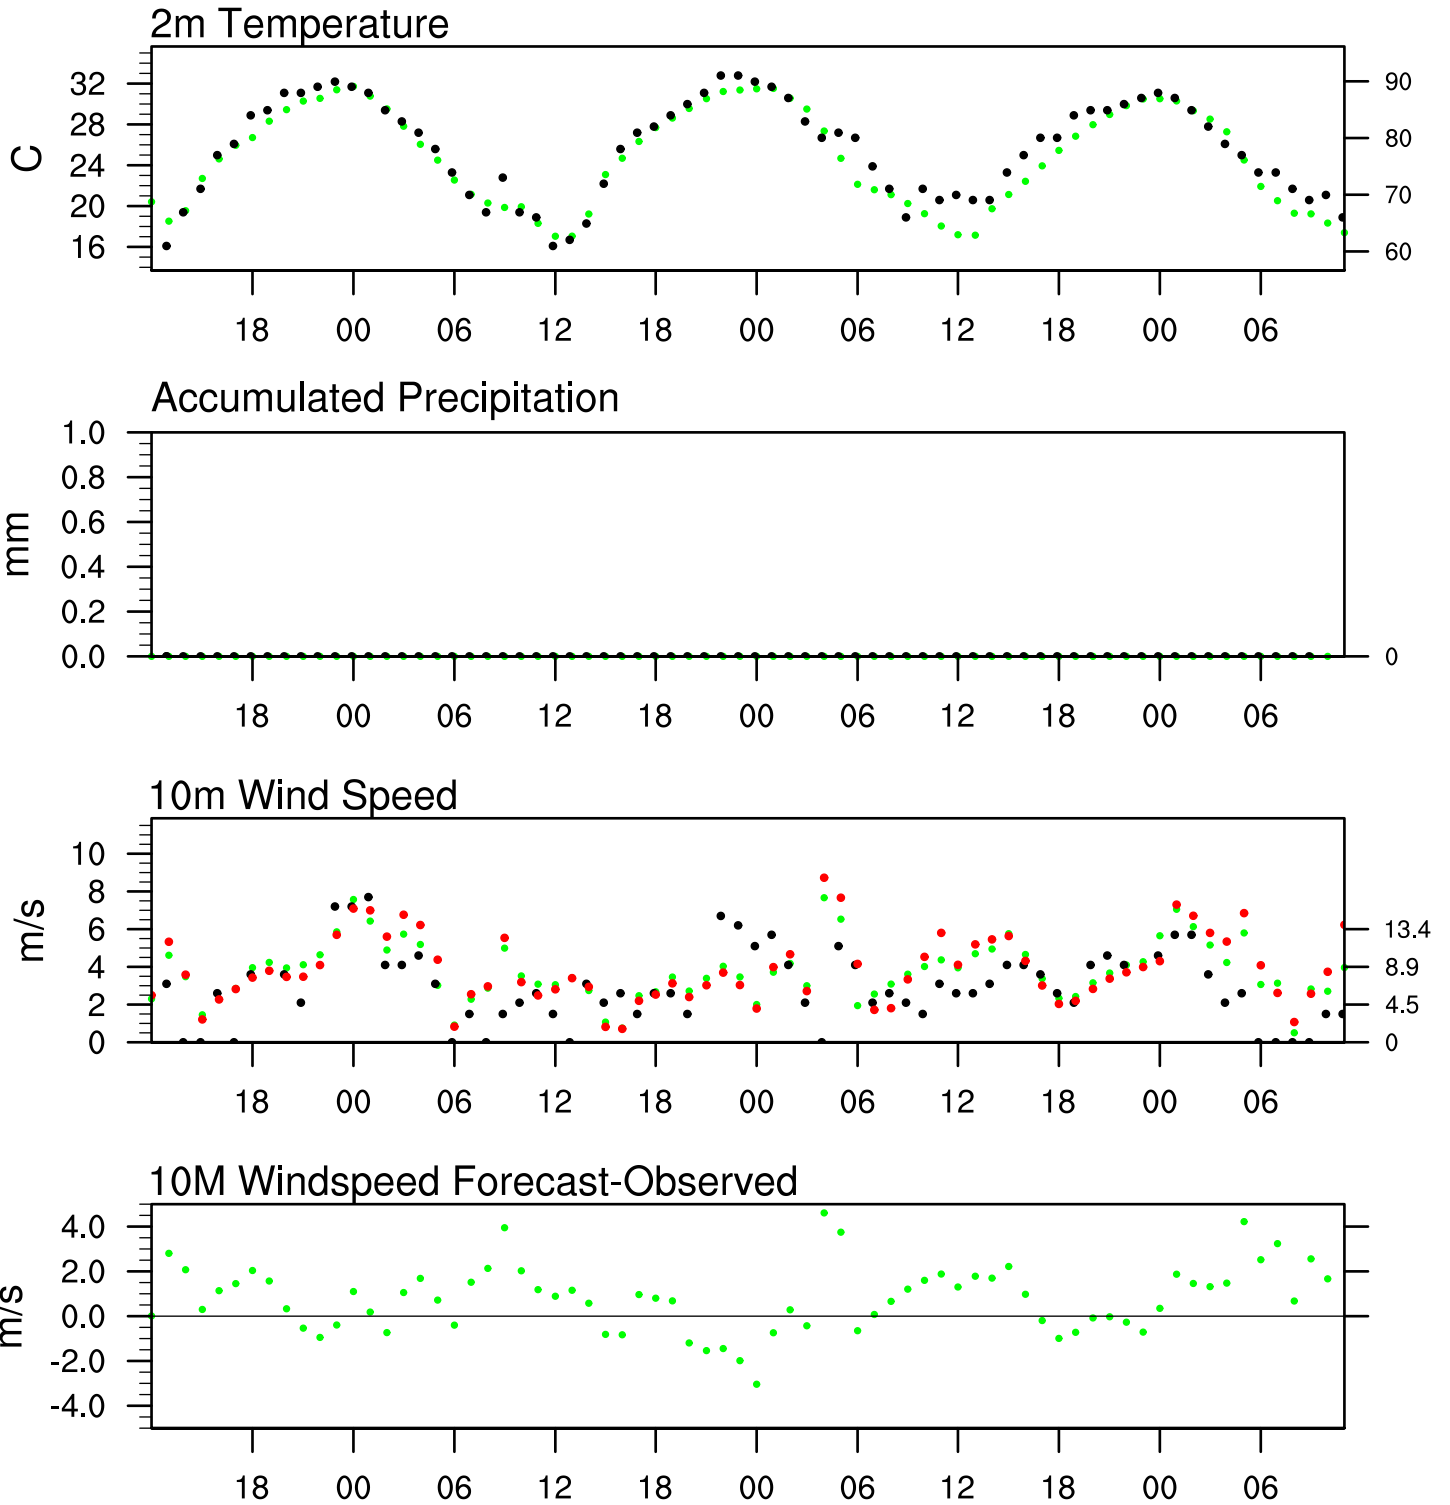 2m Temperature
32
28
24
20
16
C
90
80
70
60
18 00 06 12 18 00 06 12 18 00 06
Accumulated Precipitation
1.0
0.8
0.6
0.4
0.2
0.0
mm
0
18 00 06 12 18 00 06 12 18 00 06
10m Wind Speed
10
8
6
4
2
0
m/s
13.4
8.9
4.5
0
18 00 06 12 18 00 06 12 18 00 06
10M Windspeed Forecast-Observed
4.0
2.0
0.0
-2.0
-4.0
m/s
18 00 06 12 18 00 06 12 18 00 06